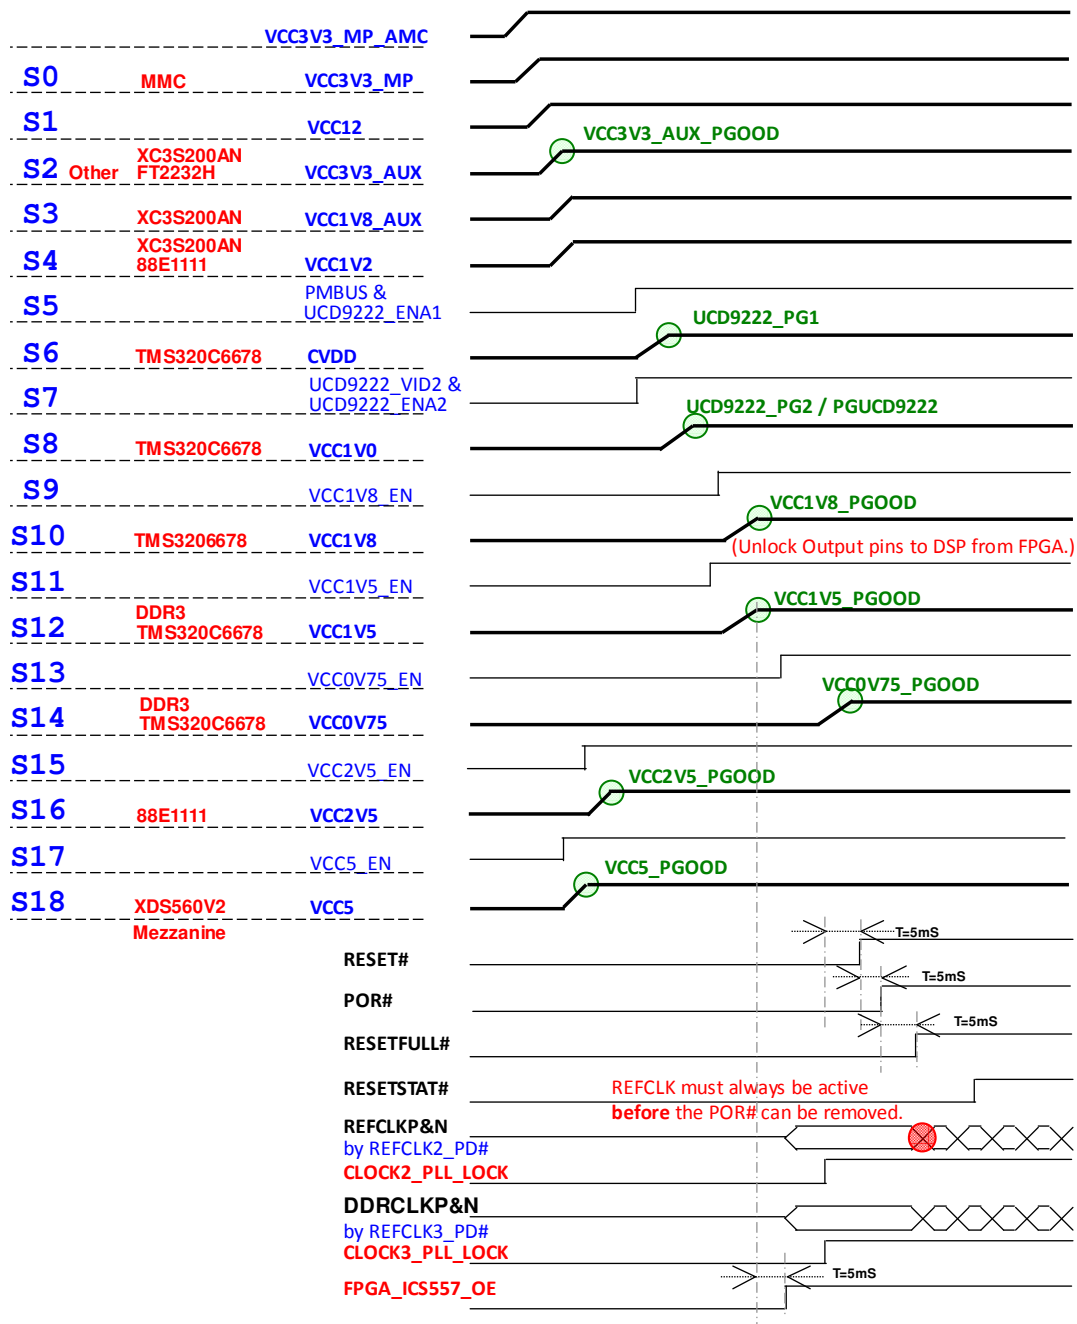 VCC3V3_MP_AMC
S0 MMC VCC3V3_MP
S1 VCC12
VCC3V3_AUX_PGOOD
S2 Other XC3S200AN
FT2232H VCC3V3_AUX
S3 XC3S200AN VCC1V8_AUX
S4 XC3S200AN
88E1111 VCC1V2
S5 PMBUS &
UCD9222_ENA1
UCD9222_PG1
S6 TMS320C6678 CVDD
S7 UCD9222_VID2 &
UCD9222_ENA2
UCD9222_PG2 / PGUCD9222
S8 TMS320C6678 VCC1V0
S9 VCC1V8_EN
VCC1V8_PGOOD
S10 TMS3206678 VCC1V8
(Unlock Output pins to DSP from FPGA.)
S11 VCC1V5_EN
VCC1V5_PGOOD
S12 DDR3
TMS320C6678 VCC1V5
S13 VCC0V75_EN
VCC0V75_PGOOD
S14 DDR3
TMS320C6678 VCC0V75
S15 VCC2V5_EN
VCC2V5_PGOOD
S16 88E1111 VCC2V5
S17 VCC5_EN
VCC5_PGOOD
S18 XDS560V2 VCC5
Mezzanine
T=5mS
RESET#
T=5mS
POR#
T=5mS
RESETFULL#
RESETSTAT#
REFCLK must always be active
before the POR# can be removed.
REFCLKP&N
by REFCLK2_PD#
CLOCK2_PLL_LOCK
DDRCLKP&N
by REFCLK3_PD#
CLOCK3_PLL_LOCK
T=5mS
FPGA_ICS557_OE